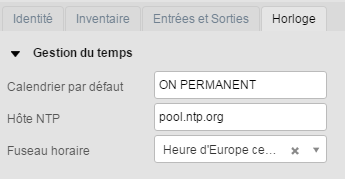 Identité Inventaire Entrées et Sorties Horloge
Gestion du temps
Calendrier par défaut ON PERMANENT
Hôte NTP pool.ntp.org
Fuseau horaire Heure d'Europe ce...